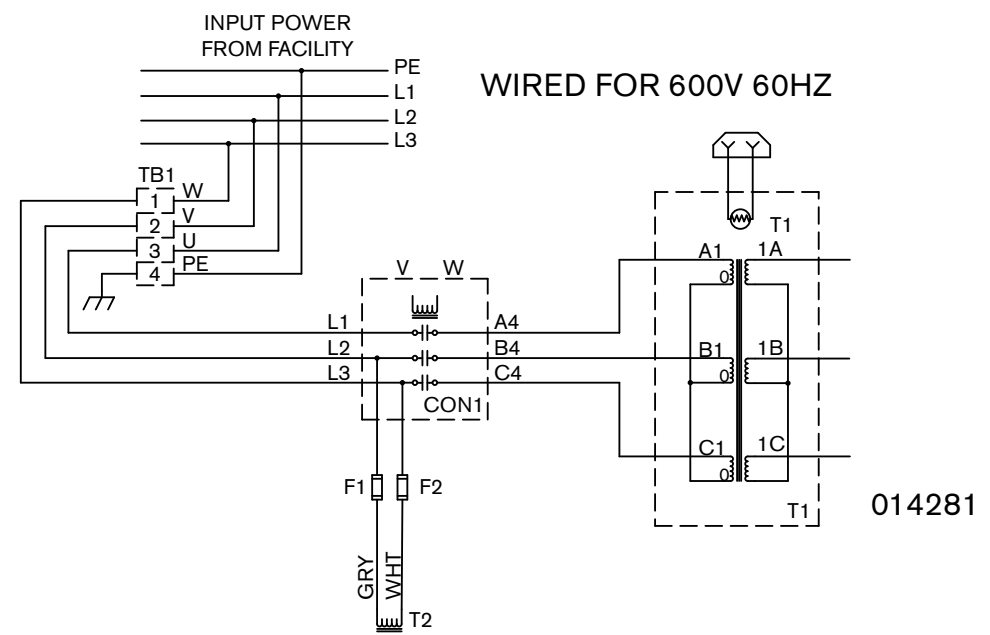 INPUT POWER
FROM FACILITY
PE
L1
L2
L3
WIRED FOR 600V 60HZ
TB1
1 W
2 V
3 U
4 PE
V W
L1 A4
L2 B4
L3 C4
CON1
T1
A1 1A
0
B1 1B
0
C1 1C
0
T1
014281
F1 F2
GRY
WHT
T2